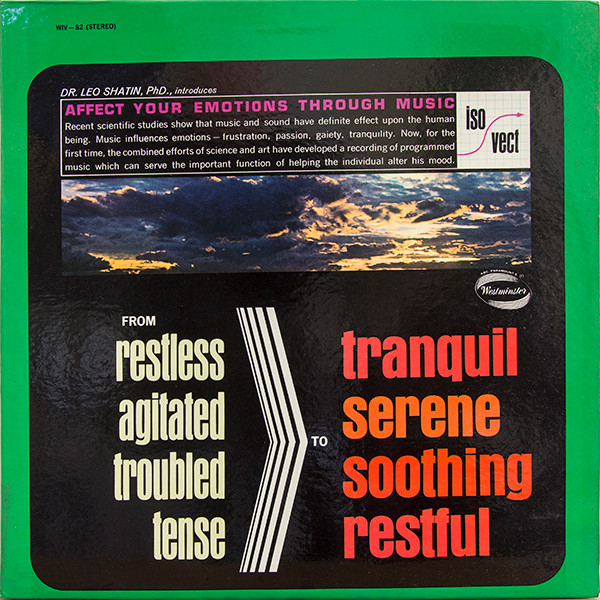 WIV—S2 (STEREO)
DR. LEO SHATIN, PhD., introduces
AFFECT YOUR EMOTIONS THROUGH MUSIC
Recent scientific studies show that music and sound have definite effect upon the human
being. Music influences emotions — frustration, passion, gaiety, tranquility. Now, for the
first time, the combined efforts of science and art have developed a recording of programmed
music which can serve the important function of helping the individual alter his mood.
iso
vect
ABC PARAMOUNT'S
Westminster
FROM
restless
agitated
troubled
tense
TO
tranquil
serene
soothing
restful